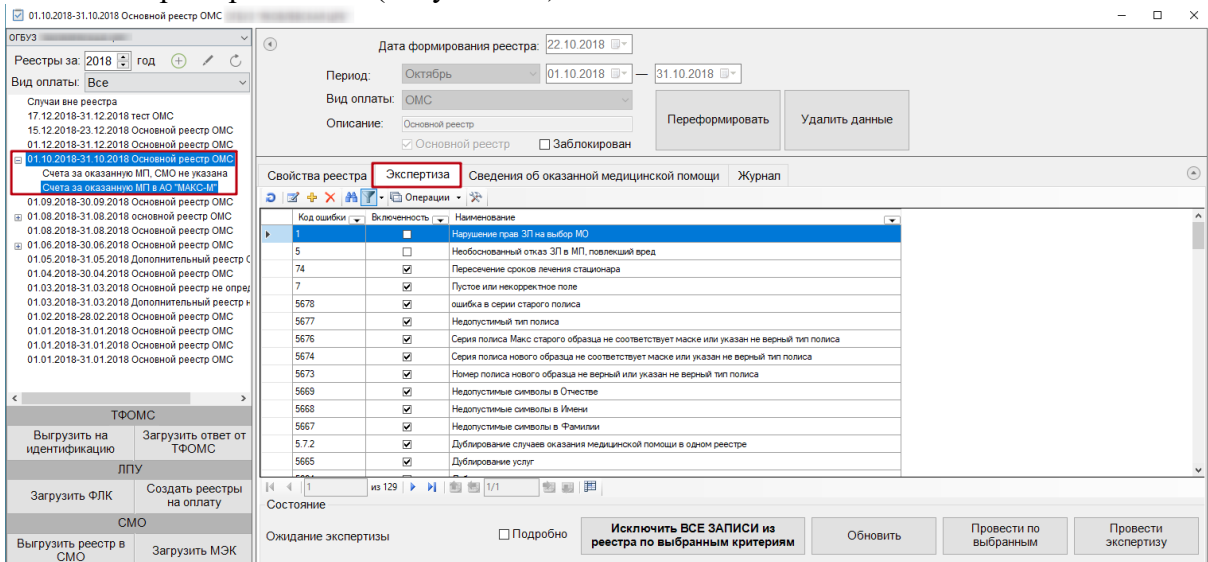 01.10.2018-31.10.2018 Основной реестр ОМС
ОГБУЗ
Реестры за: 2018 год
Вид оплаты: Все
Случаи вне реестра
17.12.2018-31.12.2018 тест ОМС
15.12.2018-23.12.2018 Основной реестр ОМС
01.12.2018-31.12.2018 Основной реестр ОМС
01.10.2018-31.10.2018 Основной реестр ОМС
Счета за оказанную МП, СМО не указана
Счета за оказанную МП в АО "МАКС-М"
01.09.2018-30.09.2018 Основной реестр ОМС
01.08.2018-31.08.2018 основной реестр ОМС
01.08.2018-31.08.2018 Основной реестр ОМС
01.06.2018-30.06.2018 Основной реестр ОМС
01.05.2018-31.05.2018 Дополнительный реестр О
01.04.2018-30.04.2018 Основной реестр ОМС
01.03.2018-31.03.2018 Основной реестр не опред
01.03.2018-31.03.2018 Дополнительный реестр н
01.02.2018-28.02.2018 Основной реестр ОМС
01.01.2018-31.01.2018 Основной реестр ОМС
01.01.2018-31.01.2018 Основной реестр ОМС
01.01.2018-31.01.2018 Основной реестр ОМС
ТФОМС
Выгрузить на идентификацию
Загрузить ответ от ТФОМС
ЛПУ
Загрузить ФЛК
Создать реестры на оплату
СМО
Выгрузить реестр в СМО
Загрузить МЭК
Дата формирования реестра: 22.10.2018
Период: Октябрь 01.10.2018 — 31.10.2018
Вид оплаты: ОМС
Описание: Основной реестр
Основной реестр Заблокирован
Переформировать
Удалить данные
Свойства реестра Экспертиза Сведения об оказанной медицинской помощи Журнал
Операции
Код ошибки Включенность Наименование
1 Нарушение прав ЗЛ на выбор МО
5 Необоснованный отказ ЗЛ в МП, повлекший вред
74 Пересечение сроков лечения стационара
7 Пустое или некорректное поле
5678 ошибка в серии старого полиса
5677 Недопустимый тип полиса
5676 Серия полиса Макс старого образца не соответствует маске или указан не верный тип полиса
5674 Серия полиса нового образца не соответствует маске или указан не верный тип полиса
5673 Номер полиса нового образца не верный или указан не верный тип полиса
5669 Недопустимые символы в Отчестве
5668 Недопустимые символы в Имени
5667 Недопустимые символы в Фамилии
5.7.2 Дублирование случаев оказания медицинской помощи в одном реестре
5665 Дублирование услуг
1 из 129 1/1
Состояние
Ожидание экспертизы
Подробно
Исключить ВСЕ ЗАПИСИ из
реестра по выбранным критериям
Обновить
Провести по выбранным
Провести экспертизу